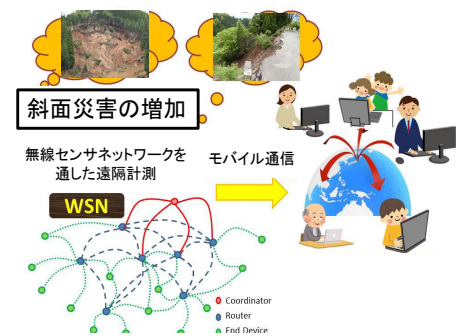 斜面災害の増加
無線センサネットワークを
通した遠隔計測
モバイル通信
WSN
Coordinator
Router
End Device